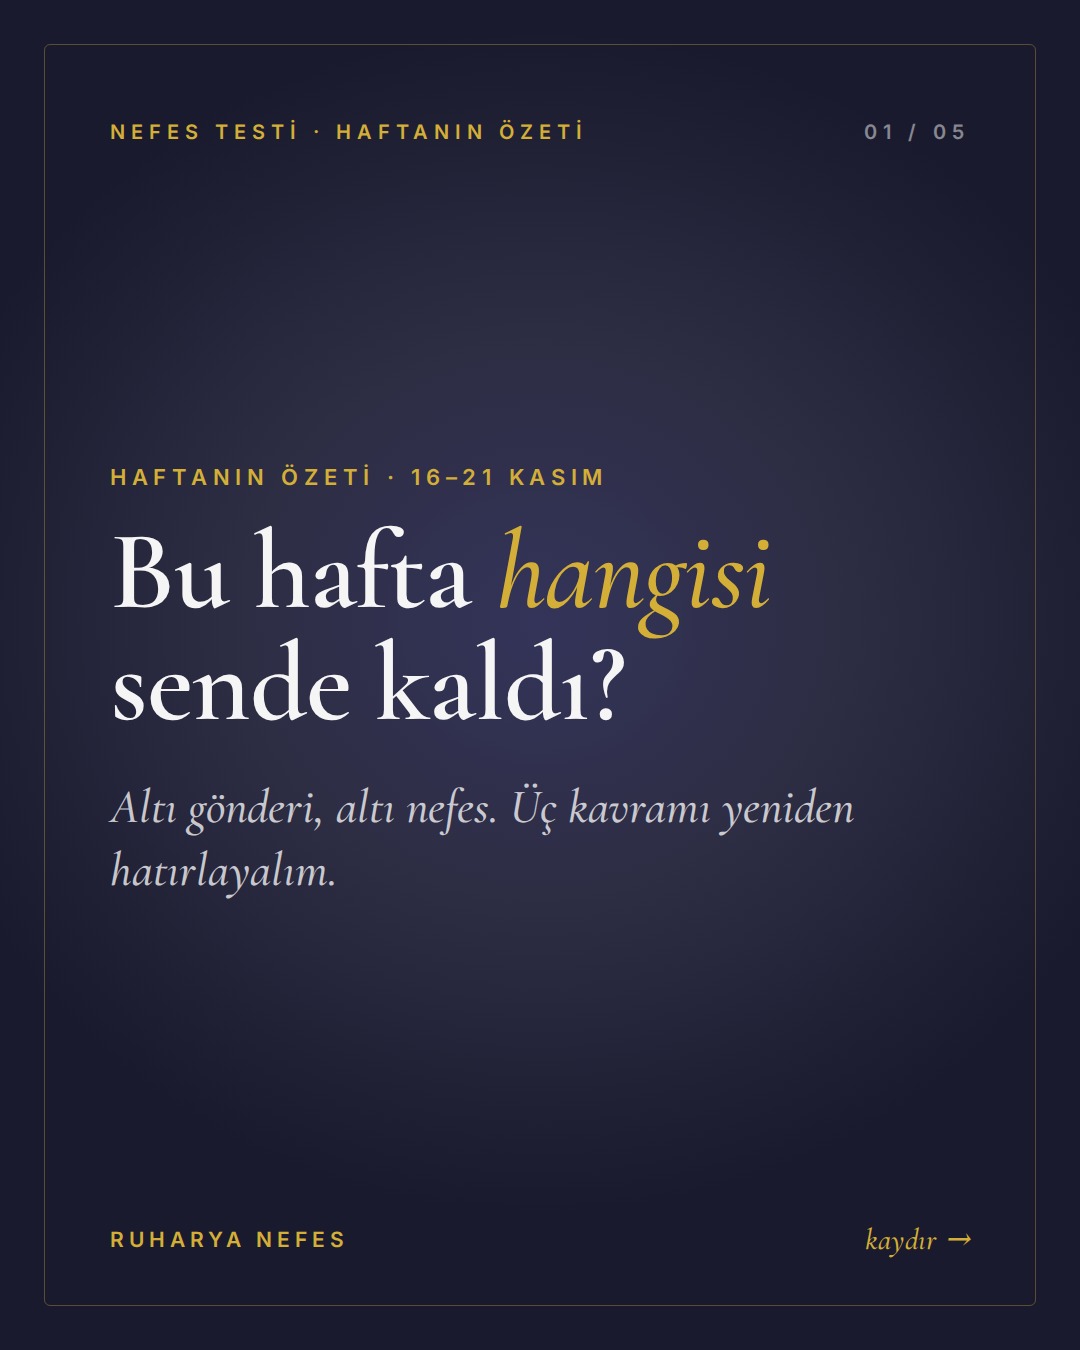 NEFES TESTİ · HAFTANIN ÖZETİ
01 / 05
HAFTANIN ÖZETİ · 16–21 KASIM
Bu hafta hangisi
sende kaldı?
Altı gönderi, altı nefes. Üç kavramı yeniden
hatırlayalım.
RUHARYA NEFES
kaydır →